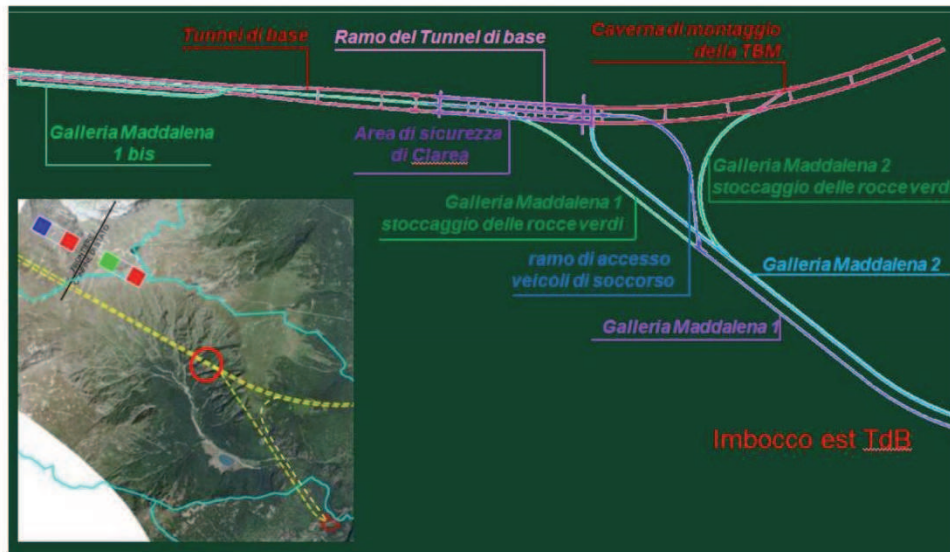 Tunnel di base
Ramo del Tunnel di base
Caverna di montaggio
della TBM
Galleria Maddalena
1 bis
Area di sicurezza
di Clarea
Galleria Maddalena 2
stoccaggio delle rocce verdi
Galleria Maddalena 1
stoccaggio delle rocce verdi
ramo di accesso
veicoli di soccorso
Galleria Maddalena 2
Galleria Maddalena 1
Imbocco est TdB